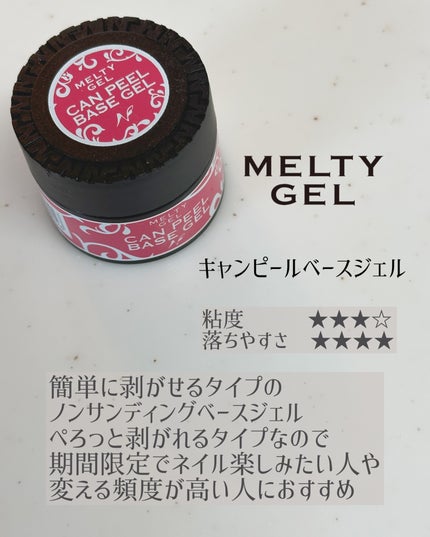 MELTY
GEL
CAN PEEL
BASE GEL
MELTY
GEL
CAN PEEL
BASE GEL
MELTY
GEL
キャンピールベースジェル
粘度 ★★★☆
落ちやすさ ★★★★
簡単に剥がせるタイプの
ノンサンディングベースジェル
ぺろっと剥がれるタイプなので
期間限定でネイル楽しみたい人や
変える頻度が高い人におすすめ